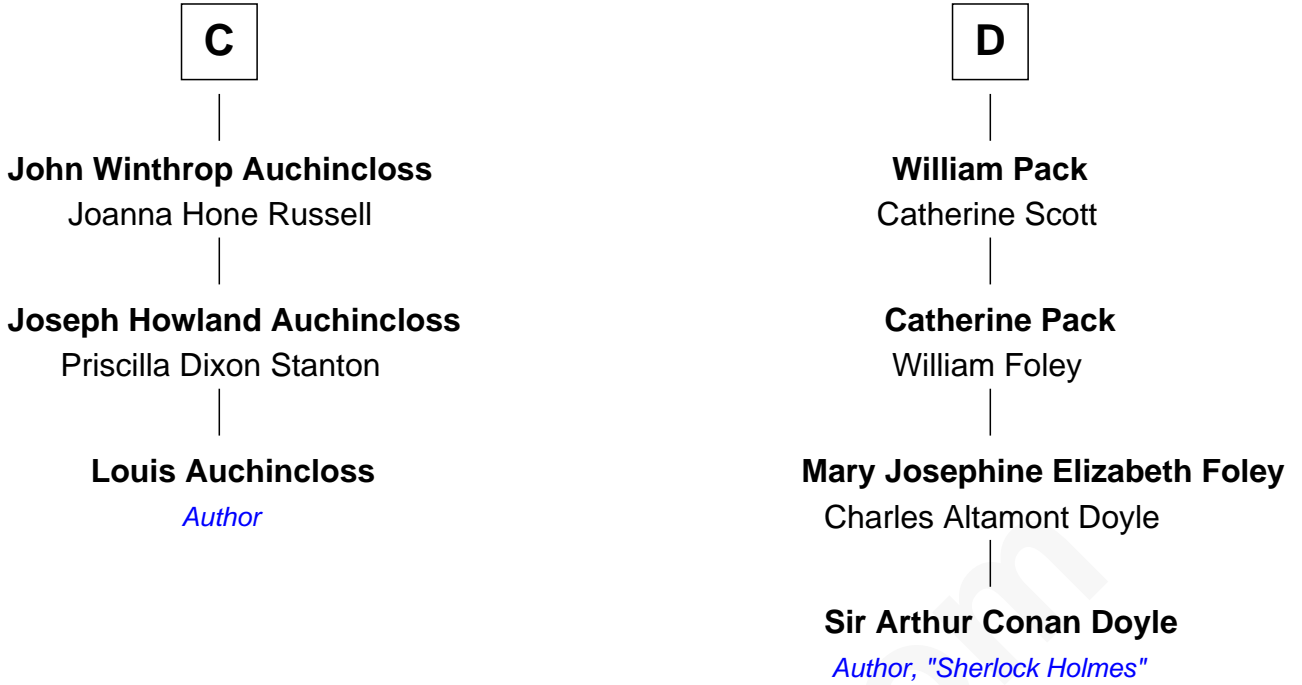 C
John Winthrop Auchincloss
Joanna Hone Russell
Joseph Howland Auchincloss
Priscilla Dixon Stanton
Louis Auchincloss
Author
D
William Pack
Catherine Scott
Catherine Pack
William Foley
Mary Josephine Elizabeth Foley
Charles Altamont Doyle
Sir Arthur Conan Doyle
Author, "Sherlock Holmes"